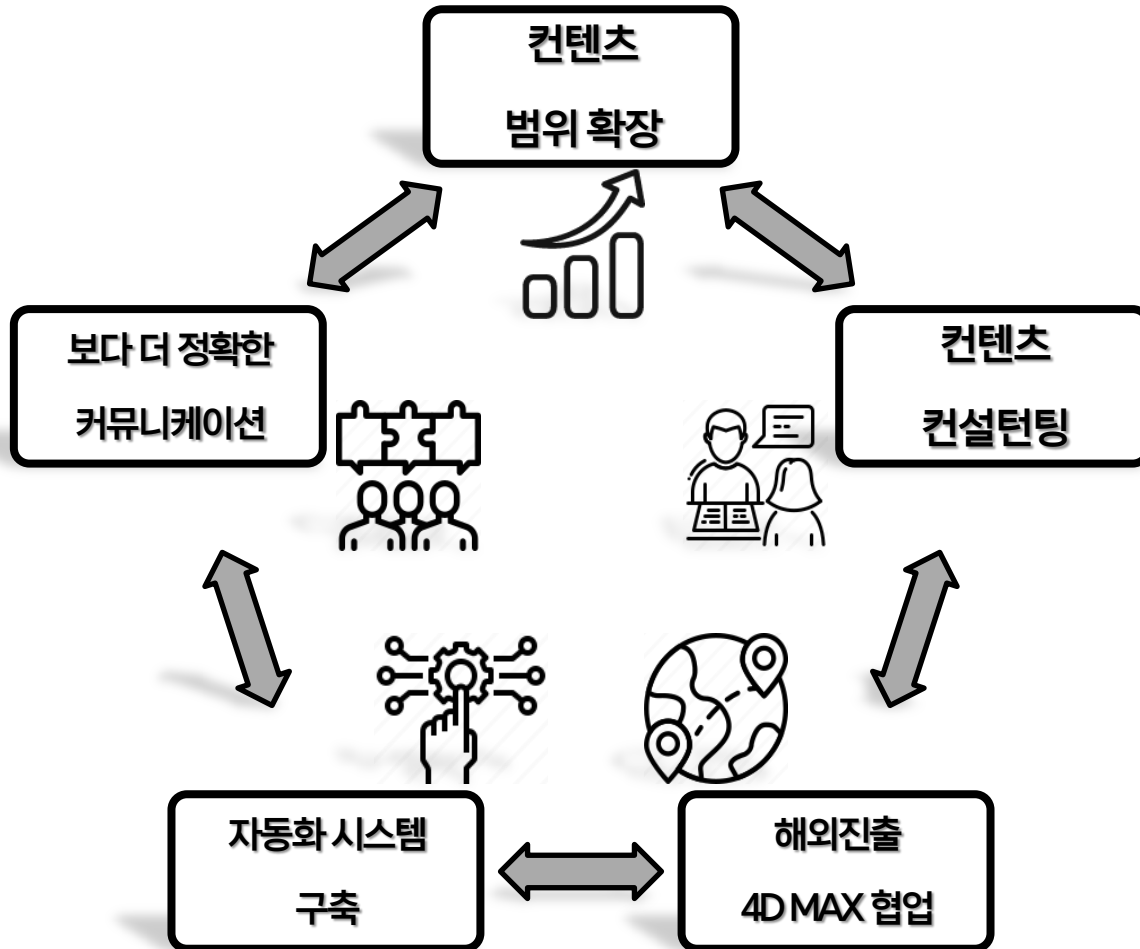 컨텐츠
범위 확장
보다 더 정확한
커뮤니케이션
컨텐츠
컨설턴팅
자동화 시스템
구축
해외진출
4D MAX 협업